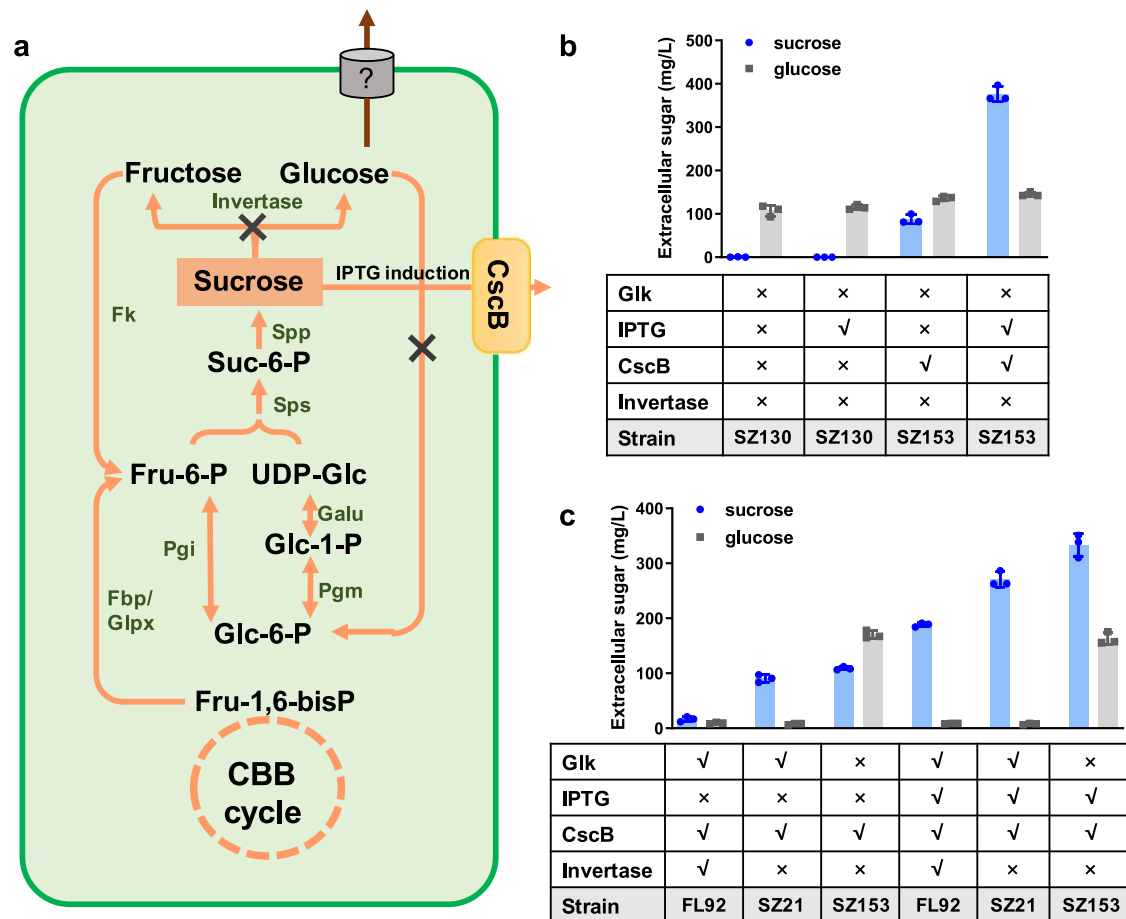 a
?
Fructose Glucose
Invertase
IPTG induction
Sucrose
CscB
Fk
Spp
Suc-6-P
Sps
Fru-6-P UDP-Glc
Galu
Pgi
Glc-1-P
Pgm
Fbp/
Glpx
Glc-6-P
Fru-1,6-bisP
CBB
cycle
b
Extracellular sugar (mg/L)
500
400
300
200
100
0
sucrose
glucose
Glk × × × ×
IPTG × √ × √
CscB × × √ √
Invertase × × × ×
Strain SZ130 SZ130 SZ153 SZ153
c
Extracellular sugar (mg/L)
400
300
200
100
0
sucrose
glucose
Glk √ √ × √ √ ×
IPTG × × × √ √ √
CscB √ √ √ √ √ √
Invertase √ × × √ × ×
Strain FL92 SZ21 SZ153 FL92 SZ21 SZ153